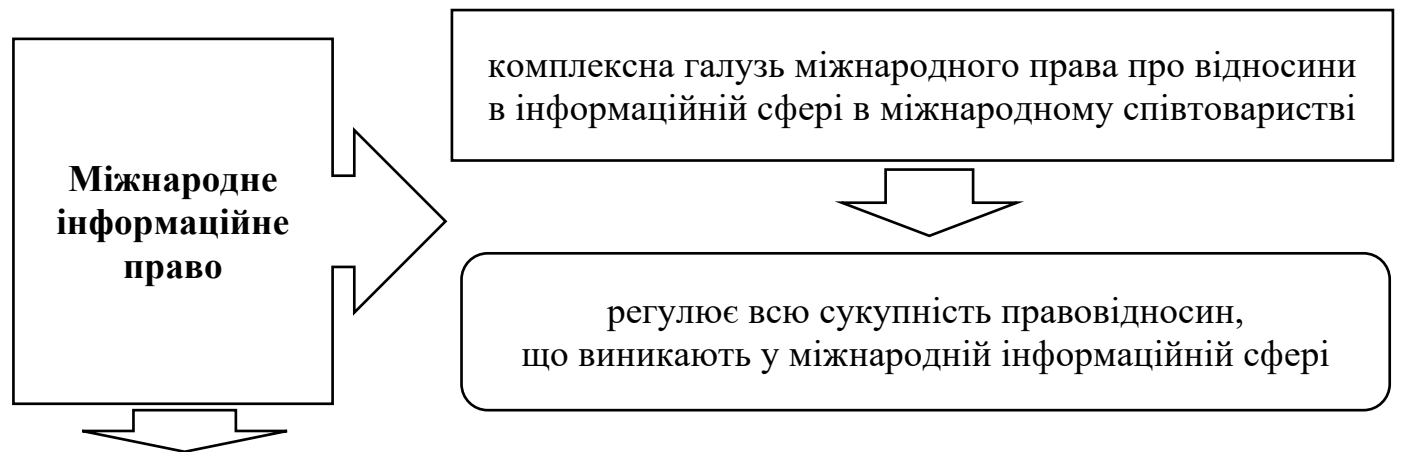 Міжнародне
інформаційне
право
комплексна галузь міжнародного права про відносини
в інформаційній сфері в міжнародному співтоваристві
регулює всю сукупність правовідносин,
що виникають у міжнародній інформаційній сфері